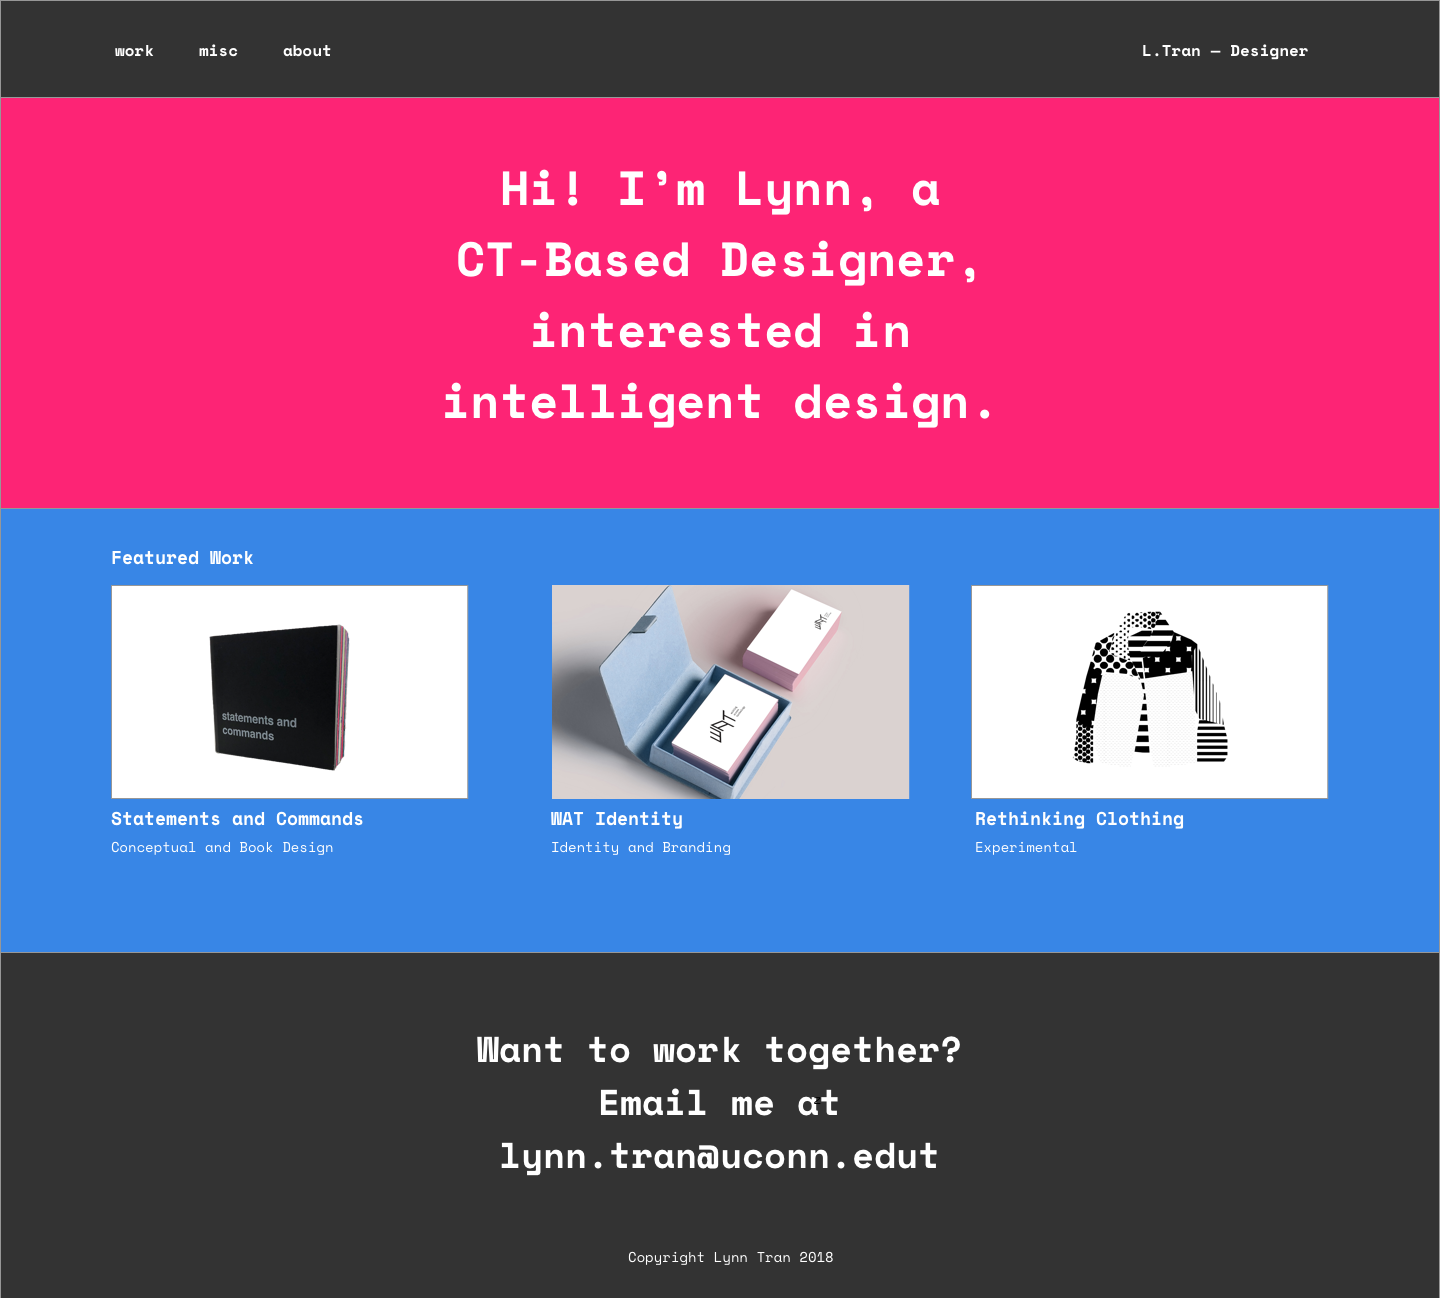 work misc about L.Tran — Designer
Hi! I’m Lynn, a
CT-Based Designer,
interested in
intelligent design.
Featured Work
statements and
commands
WAT
WAT
Statements and Commands WAT Identity Rethinking Clothing
Conceptual and Book Design Identity and Branding Experimental
Want to work together?
Email me at
lynn.tran@uconn.edut
Copyright Lynn Tran 2018